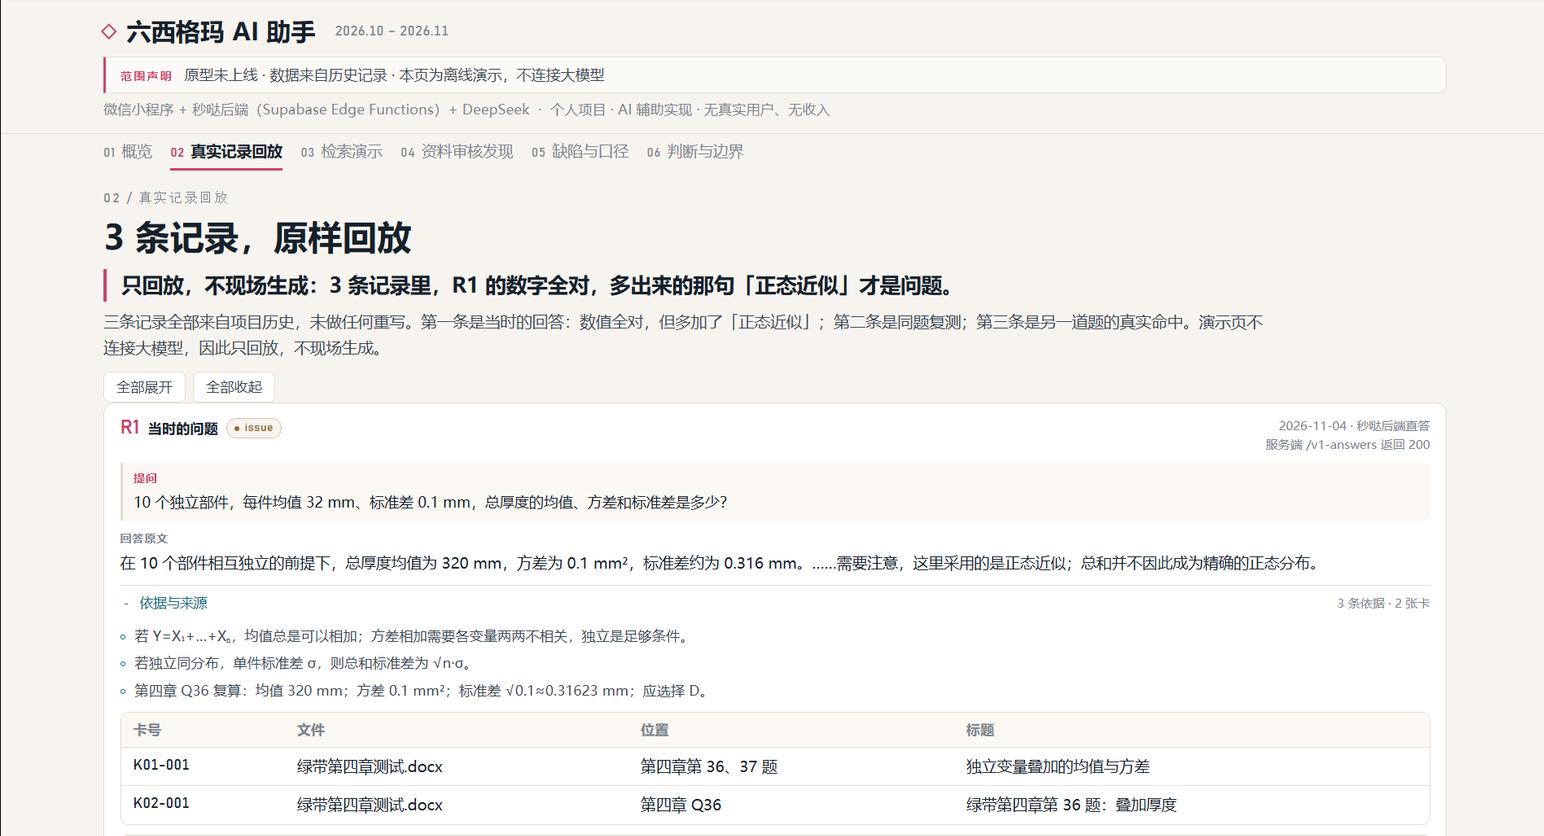 六西格玛 AI 助手 2026.10 – 2026.11
范围声明 原型未上线 · 数据来自历史记录 · 本页为离线演示，不连接大模型
微信小程序 + 秒哒后端（Supabase Edge Functions）+ DeepSeek · 个人项目 · AI 辅助实现 · 无真实用户、无收入
01 概览 02 真实记录回放 03 检索演示 04 资料审核发现 05 缺陷与口径 06 判断与边界
02 / 真实记录回放
3 条记录，原样回放
只回放，不现场生成：3 条记录里，R1 的数字全对，多出来的那句「正态近似」才是问题。
三条记录全部来自项目历史，未做任何重写。第一条是当时的回答：数值全对，但多加了「正态近似」；第二条是同题复测；第三条是另一道题的真实命中。演示页不
连接大模型，因此只回放，不现场生成。
全部展开 全部收起
R1 当时的问题 issue 2026-11-04 · 秒哒后端直答
服务端 /v1-answers 返回 200
提问
10 个独立部件，每件均值 32 mm、标准差 0.1 mm，总厚度的均值、方差和标准差是多少？
回答原文
在 10 个部件相互独立的前提下，总厚度均值为 320 mm，方差为 0.1 mm²，标准差约为 0.316 mm。……需要注意，这里采用的是正态近似；总和并不因此成为精确的正态分布。
- 依据与来源 3 条依据 · 2 张卡
若 Y=X₁+…+Xₙ，均值总是可以相加；方差相加需要各变量两两不相关，独立是足够条件。
若独立同分布，单件标准差 σ，则总和标准差为 √n·σ。
第四章 Q36 复算：均值 320 mm；方差 0.1 mm²；标准差 √0.1≈0.31623 mm；应选择 D。
卡号 文件 位置 标题
K01-001 绿带第四章测试.docx 第四章第 36、37 题 独立变量叠加的均值与方差
K02-001 绿带第四章测试.docx 第四章 Q36 绿带第四章第 36 题：叠加厚度